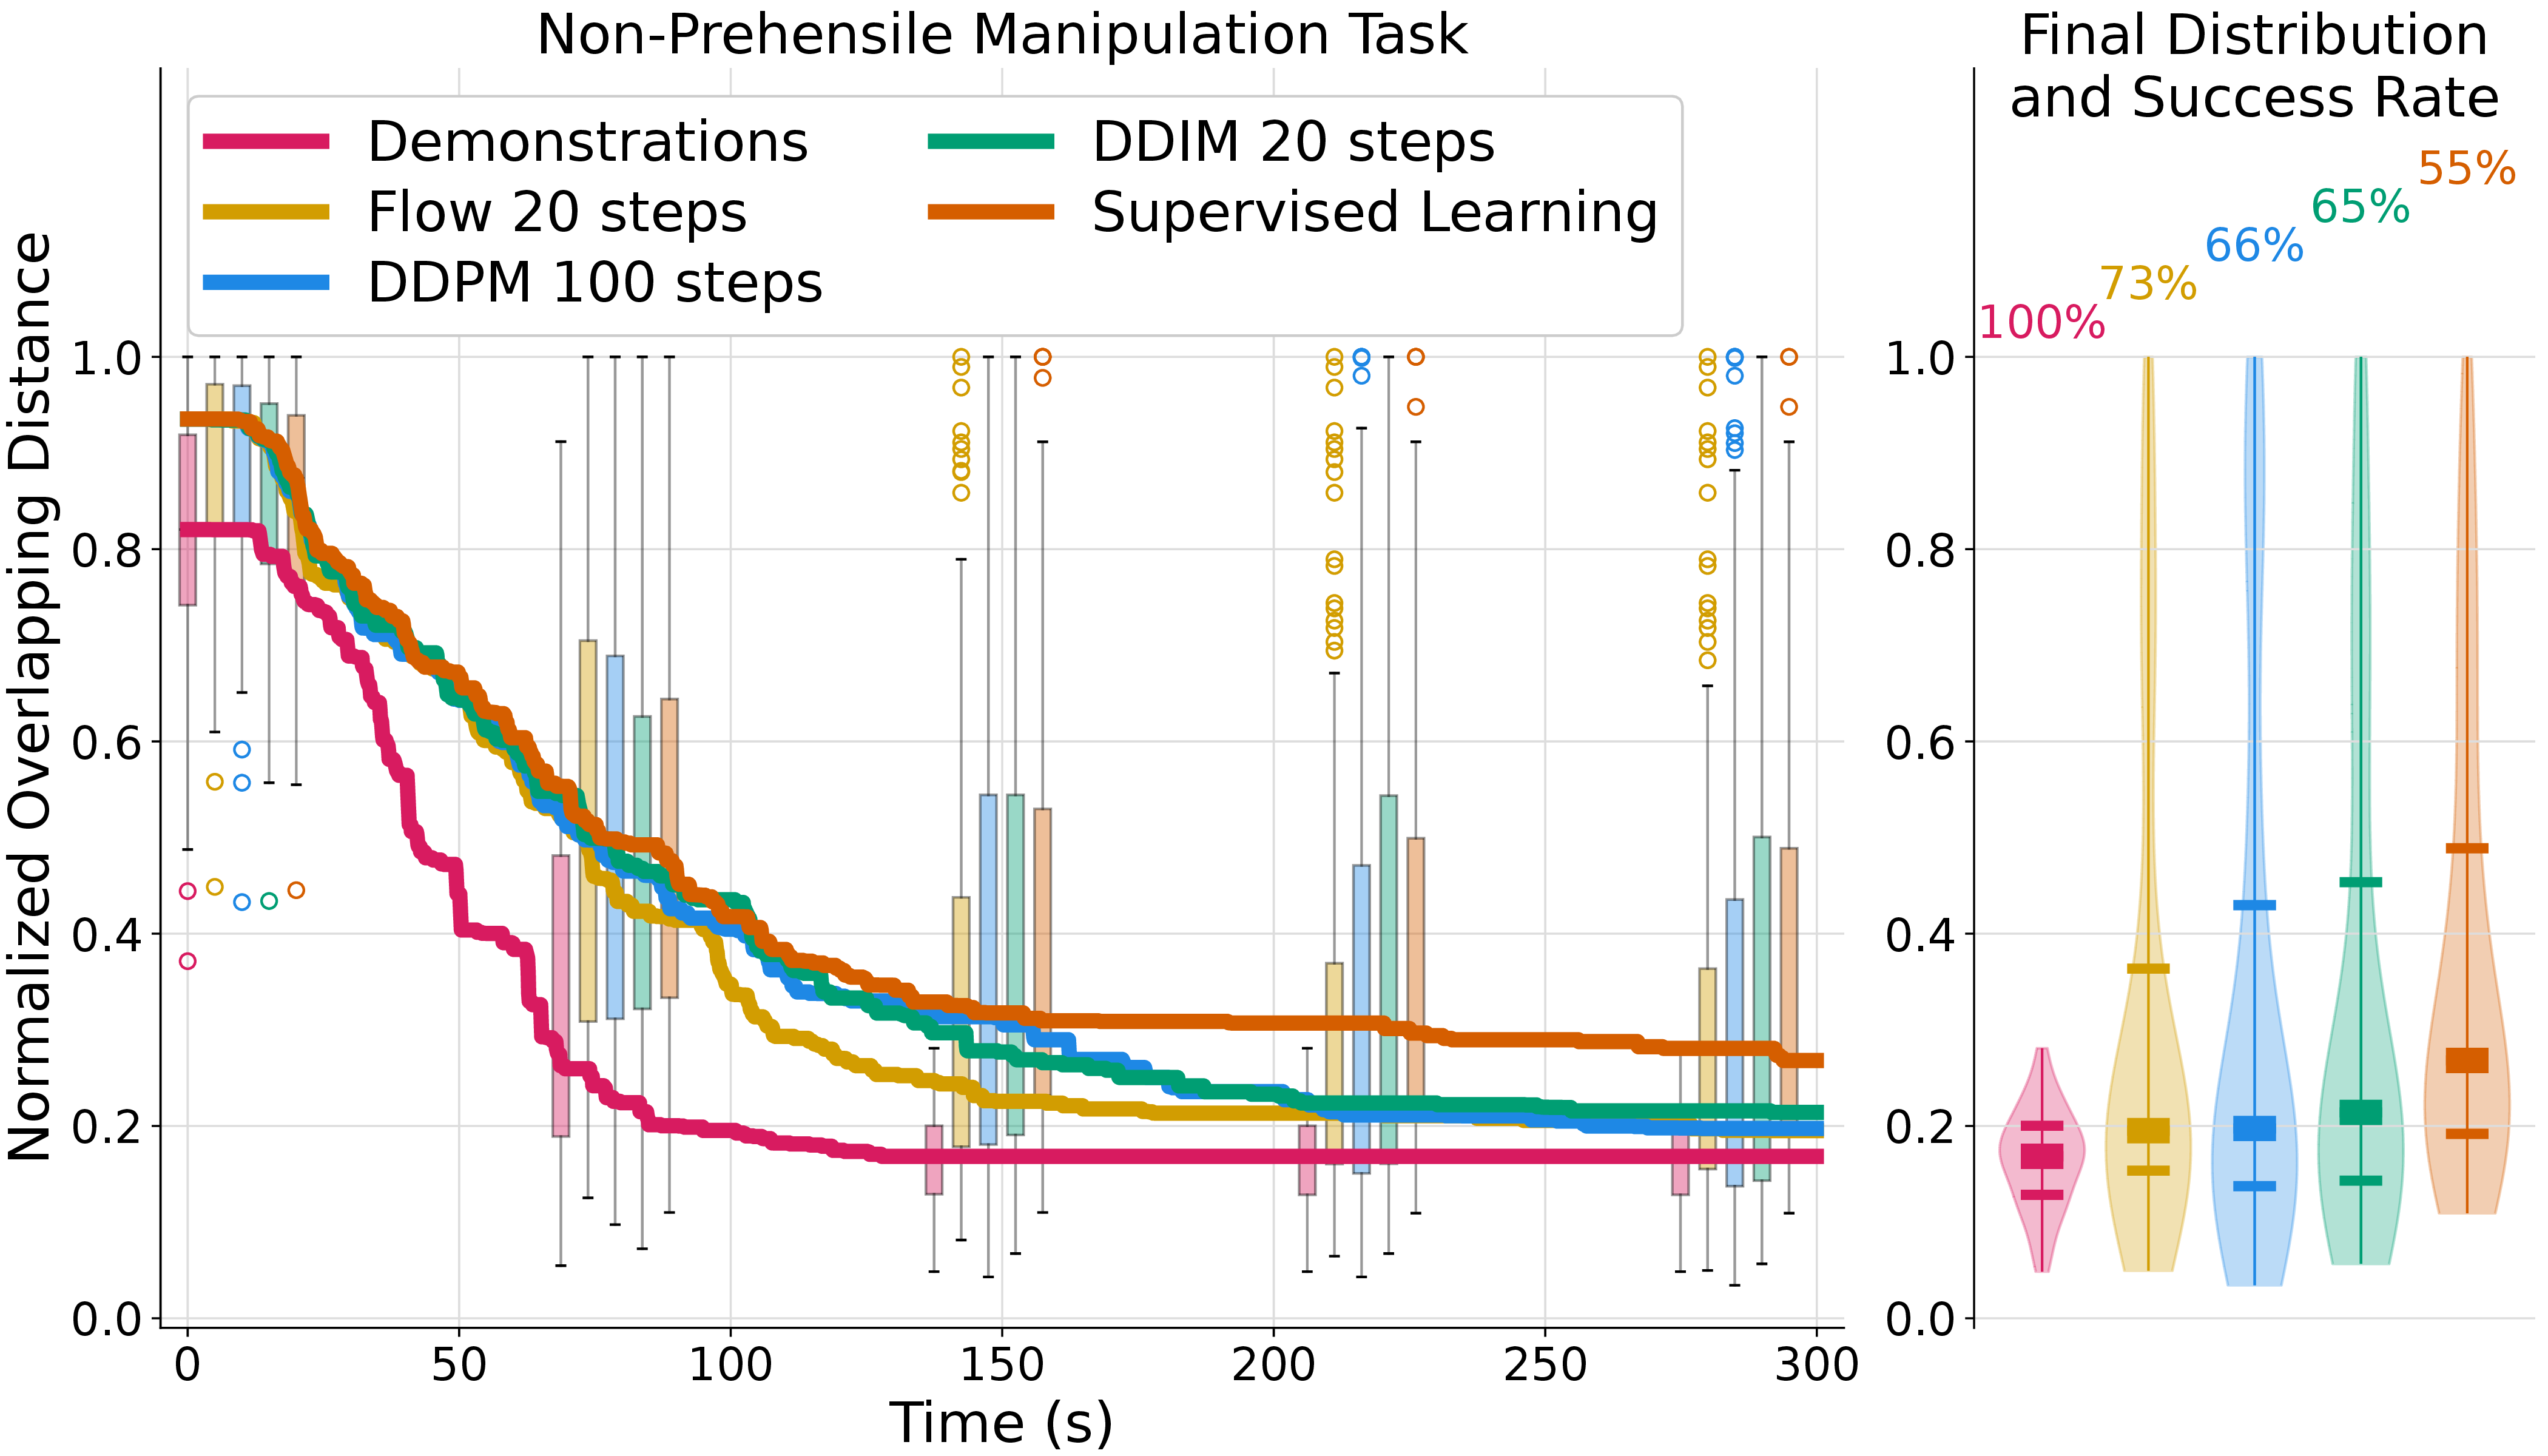 Non-Prehensile Manipulation Task
Final Distribution
and Success Rate
Demonstrations
Flow 20 steps
DDPM 100 steps
DDIM 20 steps
Supervised Learning
100%
73%
66%
65%
55%
Normalized Overlapping Distance
1.0
0.8
0.6
0.4
0.2
0.0
0
50
100
150
200
250
300
Time (s)
1.0
0.8
0.6
0.4
0.2
0.0